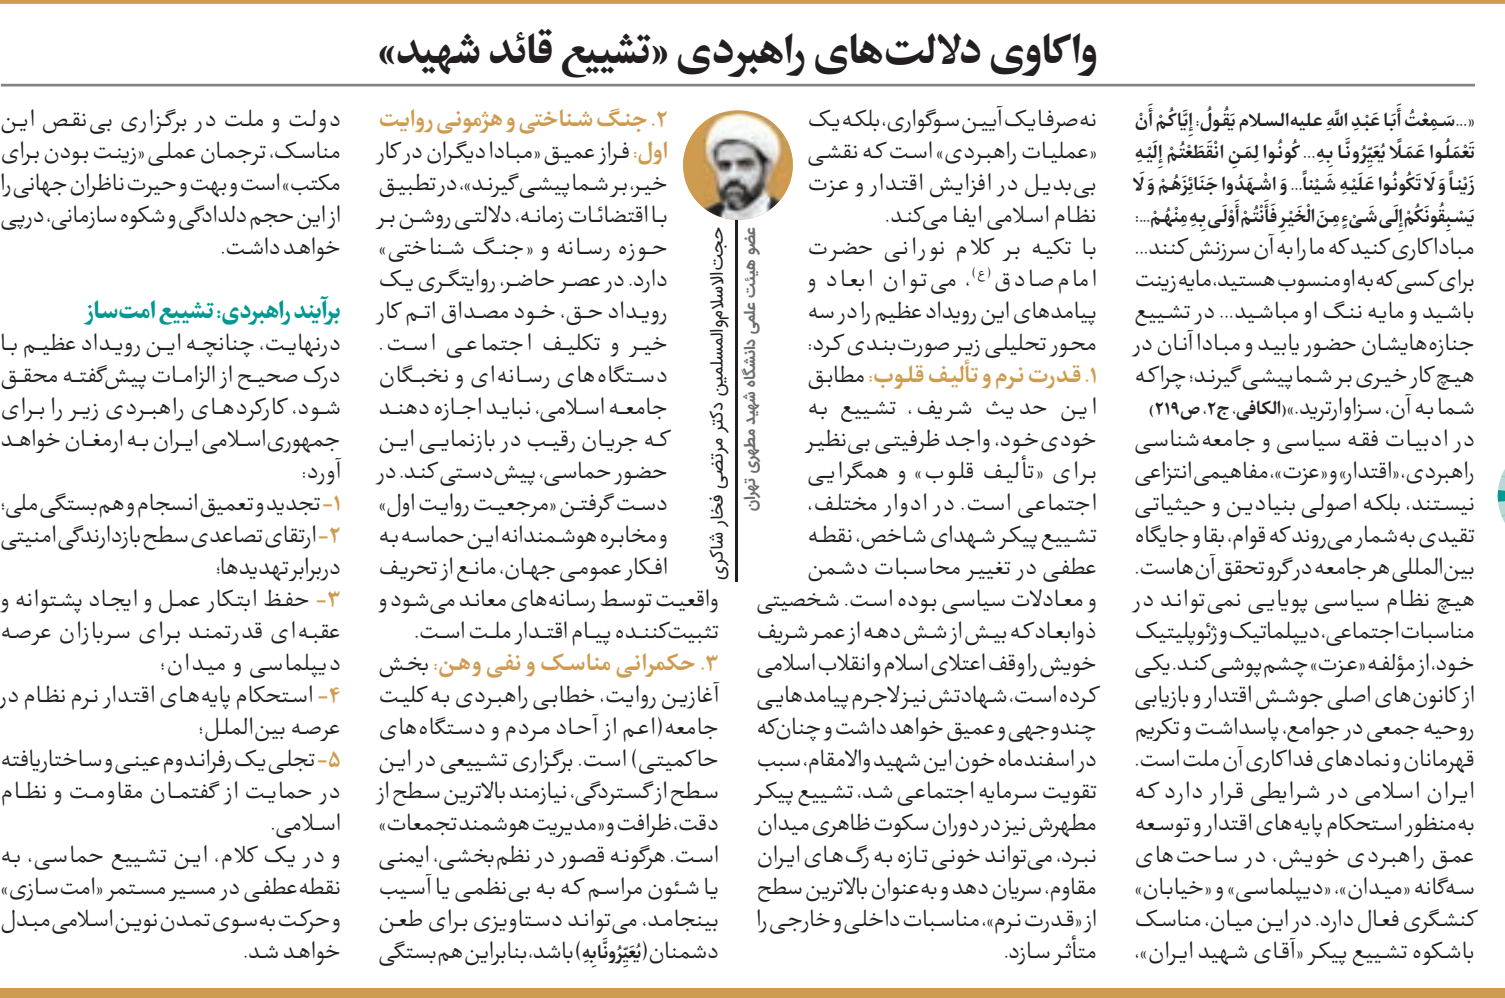 واکاوی دلالت‌های راهبردی «تشییع قائد شهید»
«...سَمِعْتُ أَبَا عَبْدِ اللَّهِ علیه‌السلام يَقُولُ: إِيَّاكُمْ أَنْ
تَعْمَلُوا عَمَلًا يُعَيِّرُونَّا بِهِ... كُونُوا لِمَنِ انْقَطَعْتُمْ إِلَيْهِ
زَيْناً وَ لَا تَكُونُوا عَلَيْهِ شَيْناً... وَ اشْهَدُوا جَنَائِزَهُمْ وَ لَا
يَسْبِقُونَكُمْ إِلَى شَيْءٍ مِنَ الْخَيْرِ فَأَنْتُمْ أَوْلَى بِهِ مِنْهُمْ...:
مبادا کاری کنید که ما را به آن سرزنش کنند...
برای کسی که به او منسوب هستید، مایه زینت
باشید و مایه ننگ او مباشید... در تشییع
جنازه‌هایشان حضور یابید و مبادا آنان در
هیچ کار خیری بر شما پیشی گیرند؛ چراکه
شما به آن، سزاوارترید.»(الکافی، ج۲، ص۲۱۹)
در ادبیات فقه سیاسی و جامعه‌شناسی
راهبردی، «اقتدار» و «عزت»، مفاهیمی انتزاعی
نیستند، بلکه اصولی بنیادین و حیثیاتی
تقیدی به‌شمار می‌روند که قوام، بقا و جایگاه
بین‌المللی هر جامعه در گرو تحقق آن‌هاست.
هیچ نظام سیاسی پویایی نمی‌تواند در
مناسبات اجتماعی، دیپلماتیک و ژئوپلیتیک
خود، از مؤلفه «عزت» چشم‌پوشی کند. یکی
از کانون‌های اصلی جوشش اقتدار و بازیابی
روحیه جمعی در جوامع، پاسداشت و تکریم
قهرمانان و نمادهای فداکاری آن ملت است.
ایران اسلامی در شرایطی قرار دارد که
به‌منظور استحکام پایه‌های اقتدار و توسعه
عمق راهبردی خویش، در ساحت‌های
سه‌گانه «میدان»، «دیپلماسی» و «خیابان»
کنشگری فعال دارد. در این میان، مناسک
باشکوه تشییع پیکر «آقای شهید ایران»،
نه صرفا یک آیین سوگواری، بلکه یک
«عملیات راهبردی» است که نقشی
بی‌بدیل در افزایش اقتدار و عزت
نظام اسلامی ایفا می‌کند.
با تکیه بر کلام نورانی حضرت
امام صادق(ع)، می‌توان ابعاد و
پیامدهای این رویداد عظیم را در سه
محور تحلیلی زیر صورت‌بندی کرد:
۱. قدرت نرم و تألیف قلوب: مطابق
این حدیث شریف، تشییع به
خودی خود، واجد ظرفیتی بی‌نظیر
برای «تألیف قلوب» و همگرایی
اجتماعی است. در ادوار مختلف،
تشییع پیکر شهدای شاخص، نقطه
عطفی در تغییر محاسبات دشمن
و معادلات سیاسی بوده است. شخصیتی
ذوابعاد که بیش از شش دهه از عمر شریف
خویش را وقف اعتلای اسلام و انقلاب اسلامی
کرده است، شهادتش نیز لاجرم پیامدهایی
چندوجهی و عمیق خواهد داشت و چنان‌که
در اسفندماه خون این شهید والامقام، سبب
تقویت سرمایه اجتماعی شد، تشییع پیکر
مطهرش نیز در دوران سکوت ظاهری میدان
نبرد، می‌تواند خونی تازه به رگ‌های ایران
مقاوم، سریان دهد و به‌عنوان بالاترین سطح
از «قدرت نرم»، مناسبات داخلی و خارجی را
متأثر سازد.
حجت‌الاسلام‌والمسلمین دکتر مرتضی فخار شاکری
عضو هیئت علمی دانشگاه شهید مطهری تهران
۲. جنگ شناختی و هژمونی روایت
اول: فراز عمیق «مبادا دیگران در کار
خیر، بر شما پیشی گیرند»، در تطبیق
با اقتضائات زمانه، دلالتی روشن بر
حوزه رسانه و «جنگ شناختی»
دارد. در عصر حاضر، روایتگری یک
رویداد حق، خود مصداق اتم کار
خیر و تکلیف اجتماعی است.
دستگاه‌های رسانه‌ای و نخبگان
جامعه اسلامی، نباید اجازه دهند
که جریان رقیب در بازنمایی این
حضور حماسی، پیش‌دستی کند. در
دست گرفتن «مرجعیت روایت اول»
و مخابره هوشمندانه این حماسه به
افکار عمومی جهان، مانع از تحریف
واقعیت توسط رسانه‌های معاند می‌شود و
تثبیت‌کننده پیام اقتدار ملت است.
۳. حکمرانی مناسک و نفی وهن: بخش
آغازین روایت، خطابی راهبردی به کلیت
جامعه(اعم از آحاد مردم و دستگاه‌های
حاکمیتی) است. برگزاری تشییعی در این
سطح از گستردگی، نیازمند بالاترین سطح از
دقت، ظرافت و «مدیریت هوشمند تجمعات»
است. هرگونه قصور در نظم‌بخشی، ایمنی
یا شئون مراسم که به بی‌نظمی یا آسیب
بینجامد، می‌تواند دستاویزی برای طعن
دشمنان (يُعَيِّرُونَّا بِهِ) باشد، بنابراین هم‌بستگی
دولت و ملت در برگزاری بی‌نقص این
مناسک، ترجمان عملی «زینت بودن برای
مکتب» است و بهت و حیرت ناظران جهانی را
از این حجم دلدادگی و شکوه سازمانی، درپی
خواهد داشت.
برآیند راهبردی: تشییع امت‌ساز
درنهایت، چنانچه این رویداد عظیم با
درک صحیح از الزامات پیش‌گفته محقق
شود، کارکردهای راهبردی زیر را برای
جمهوری‌اسلامی ایران به ارمغان خواهد
آورد:
۱- تجدید و تعمیق انسجام و هم‌بستگی ملی؛
۲- ارتقای تصاعدی سطح بازدارندگی امنیتی
دربرابر تهدیدها؛
۳- حفظ ابتکار عمل و ایجاد پشتوانه و
عقبه‌ای قدرتمند برای سربازان عرصه
دیپلماسی و میدان؛
۴- استحکام پایه‌های اقتدار نرم نظام در
عرصه بین‌الملل؛
۵- تجلی یک رفراندوم عینی و ساختاریافته
در حمایت از گفتمان مقاومت و نظام
اسلامی.
و در یک کلام، این تشییع حماسی، به
نقطه‌عطفی در مسیر مستمر «امت‌سازی»
و حرکت به‌سوی تمدن نوین اسلامی مبدل
خواهد شد.